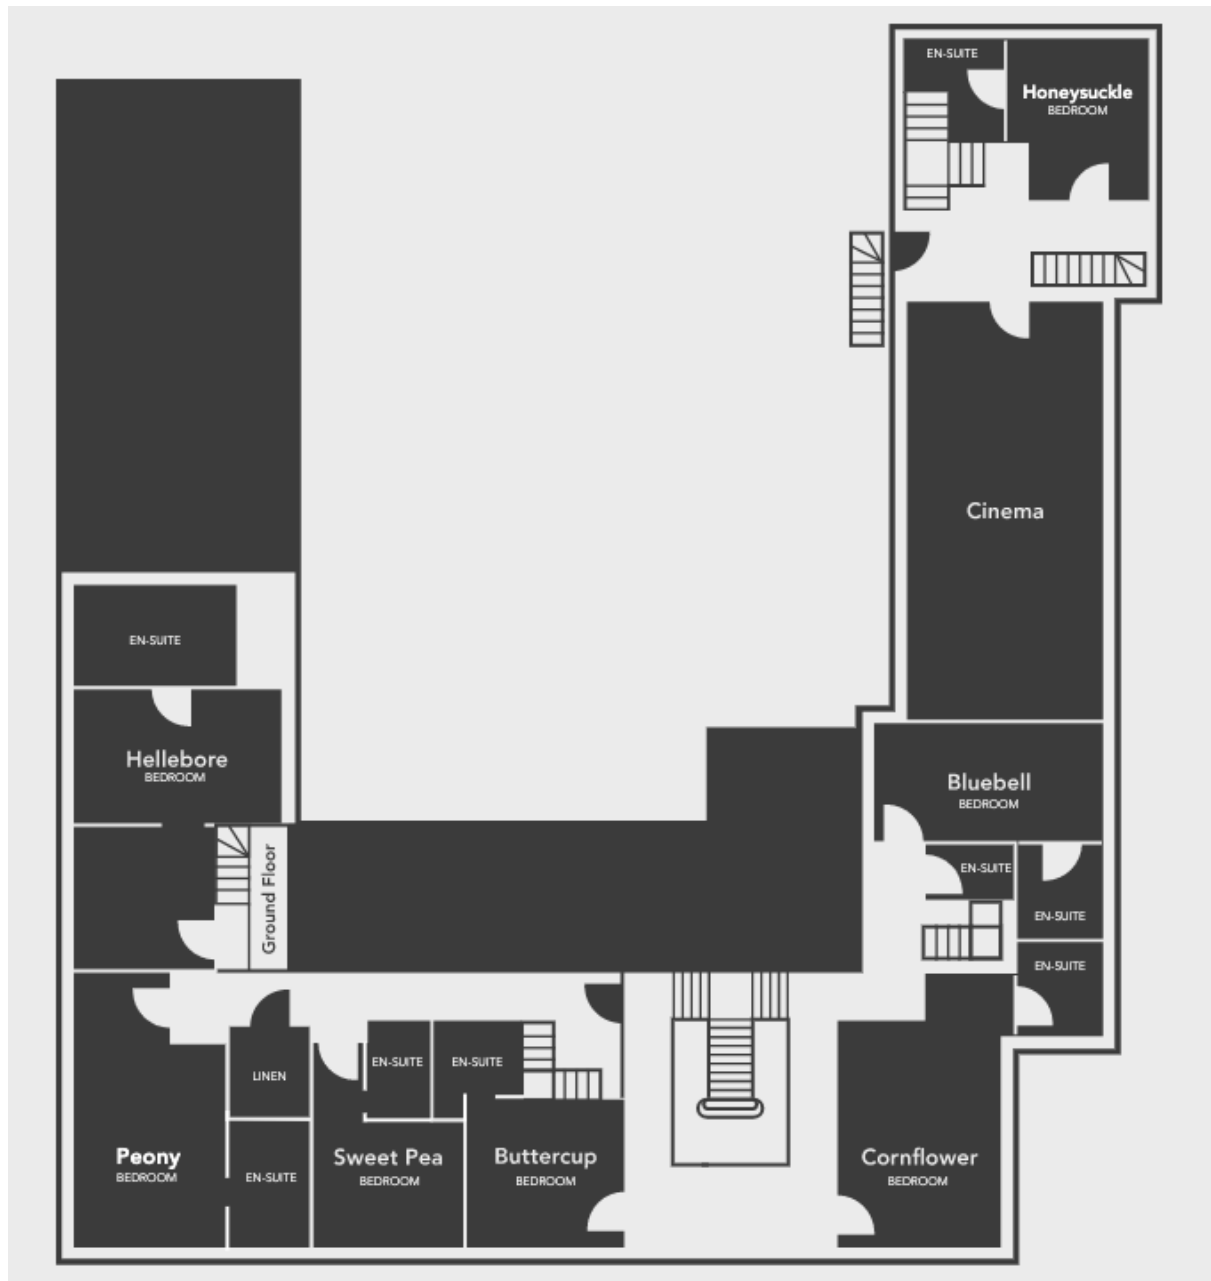 EN-SUITE
Honeysuckle
BEDROOM
Cinema
EN-SUITE
Hellebore
BEDROOM
Bluebell
BEDROOM
Ground Floor
EN-SUITE
EN-SUITE
EN-SUITE
LINEN
EN-SUITE
EN-SUITE
Peony
BEDROOM
EN-SUITE
Sweet Pea
BEDROOM
Buttercup
BEDROOM
Cornflower
BEDROOM